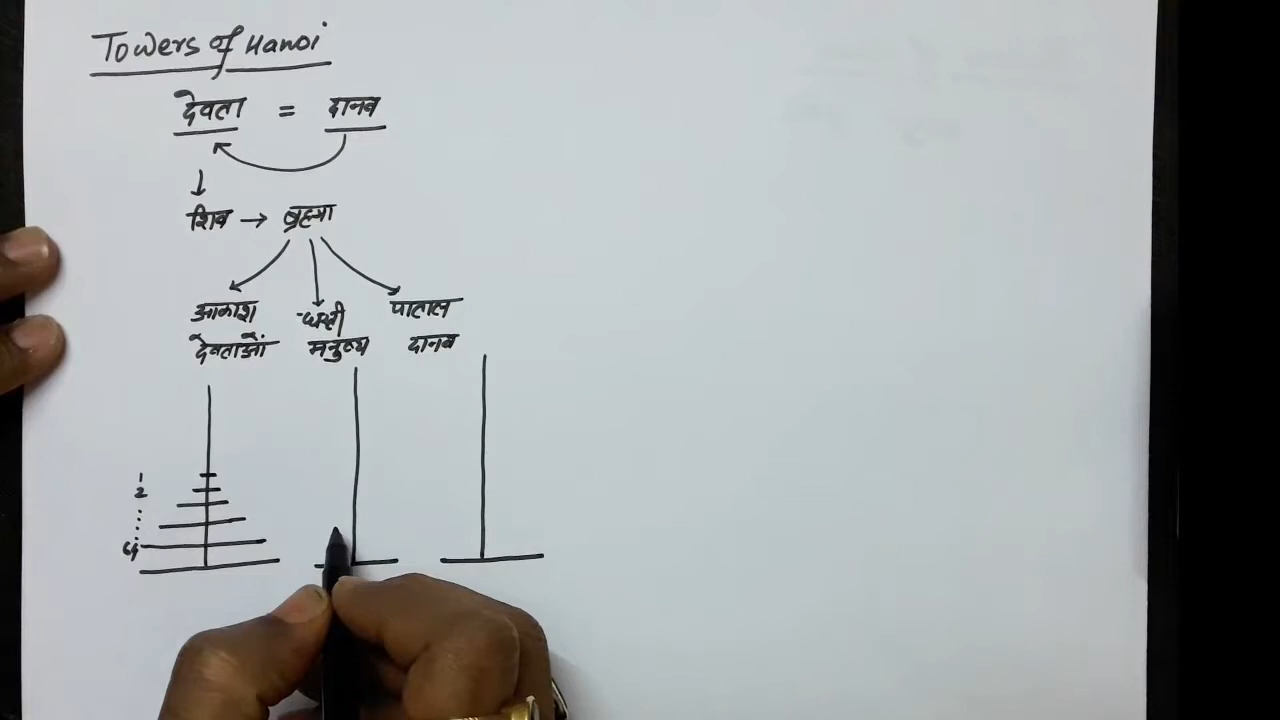 Towers of Hanoi
देवता = दानव
शिव → ब्रह्मा
आकाश धरती पाताल
देवताओं मनुष्य दानव
1
2
64